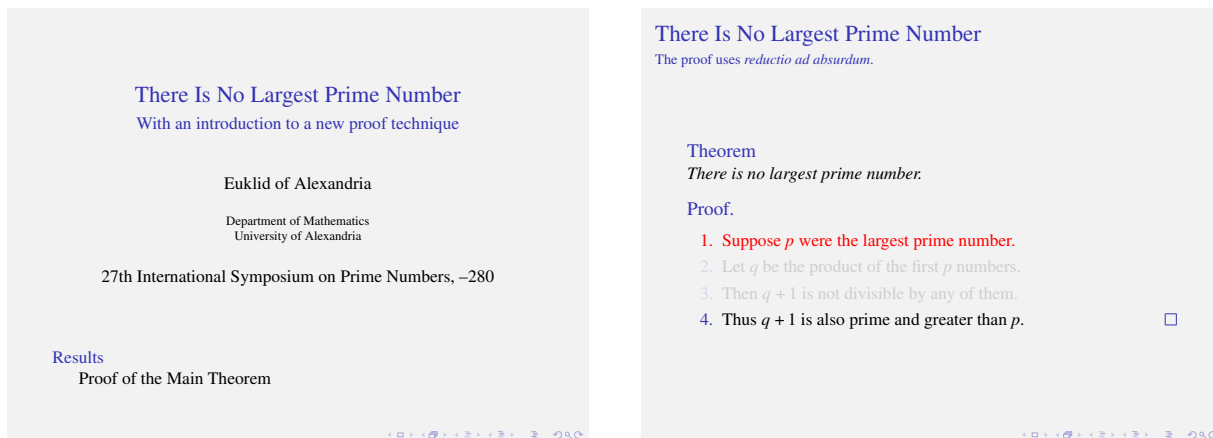 There Is No Largest Prime Number
With an introduction to a new proof technique
Euklid of Alexandria
Department of Mathematics
University of Alexandria
27th International Symposium on Prime Numbers, –280
Results
Proof of the Main Theorem
There Is No Largest Prime Number
The proof uses reductio ad absurdum.
Theorem
There is no largest prime number.
Proof.
1. Suppose p were the largest prime number.
2. Let q be the product of the first p numbers.
3. Then q + 1 is not divisible by any of them.
4. Thus q + 1 is also prime and greater than p.